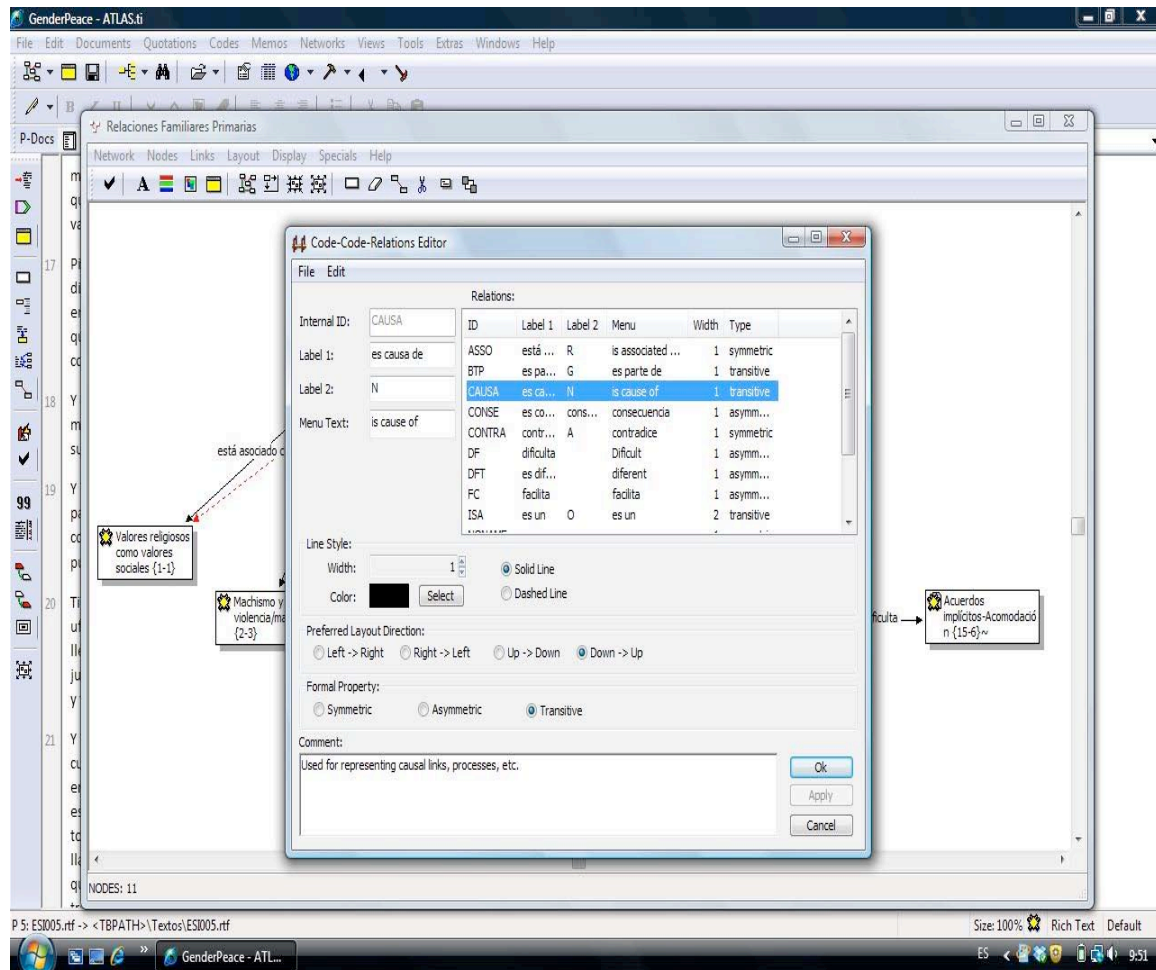 GenderPeace - ATLAS.ti
File Edit Documents Quotations Codes Memos Networks Views Tools Extras Windows Help
P-Docs
Relaciones Familiares Primarias
Network Nodes Links Layout Display Specials Help
Code-Code-Relations Editor
File Edit
Relations:
Internal ID: CAUSA
Label 1: es causa de
Label 2: N
Menu Text: is cause of
ID Label 1 Label 2 Menu Width Type
ASSO está ... R is associated ... 1 symmetric
BTP es pa... G es parte de 1 transitive
CAUSA es ca... N is cause of 1 transitive
CONSE es co... cons... consecuencia 1 asymm...
CONTRA contr... A contradice 1 symmetric
DF dificulta Dificult 1 asymm...
DFT es dif... diferent 1 asymm...
FC facilita facilita 1 asymm...
ISA es un O es un 2 transitive
Line Style:
Width: 1 Solid Line
Color: Select Dashed Line
Preferred Layout Direction:
Left -> Right Right -> Left Up -> Down Down -> Up
Formal Property:
Symmetric Asymmetric Transitive
Comment:
Used for representing causal links, processes, etc.
Ok
Apply
Cancel
está asociado
Valores religiosos
como valores
sociales {1-1}
Machismo y
{2-3}
Acuerdos
implícitos-Acomodació
n {15-6}~
17
18
19
20
21
99
NODES: 11
P 5: ESI005.rtf -> <TBPATH>\Textos\ESI005.rtf
Size: 100% Rich Text Default
GenderPeace - ATL...
ES 9:51